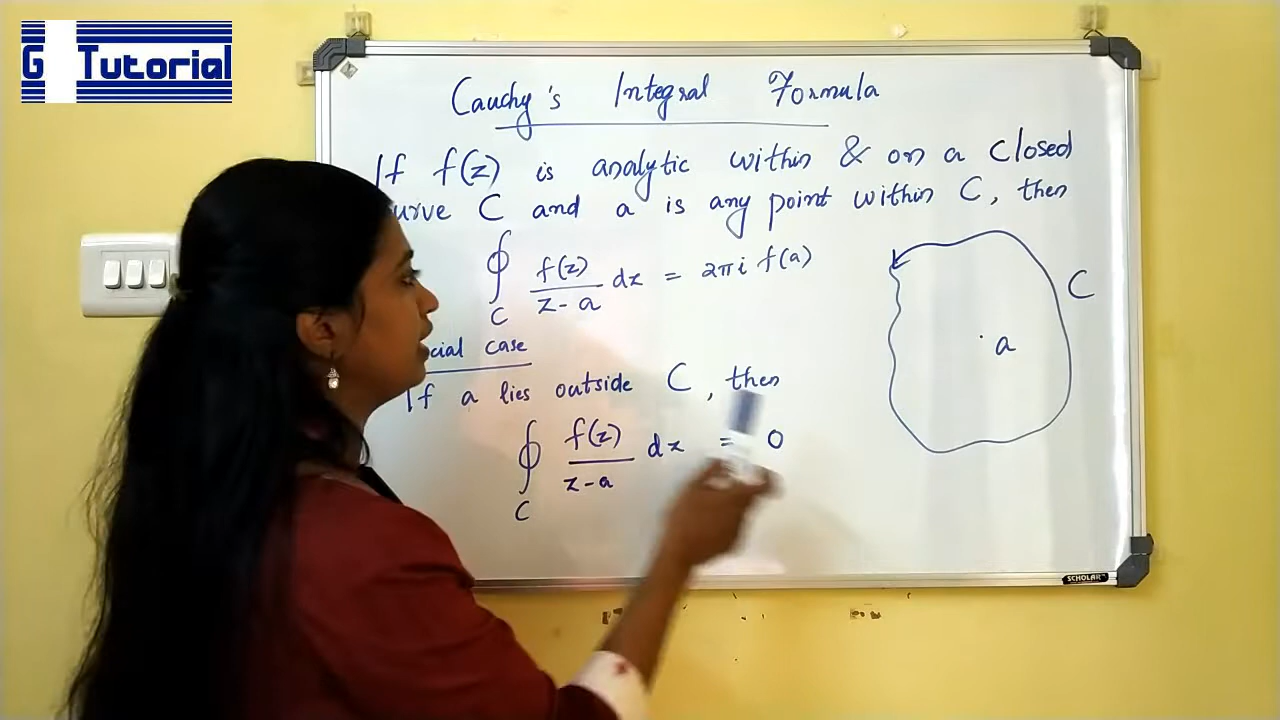 G Tutorial
Cauchy's Integral Formula
If f(z) is analytic within & on a closed
urve C and a is any point within C, then
∮C f(z)/z-a dz = 2πi f(a)
C
a
cial case
If a lies outside C, then
∮C f(z)/z-a dz = 0
SCHOLAR